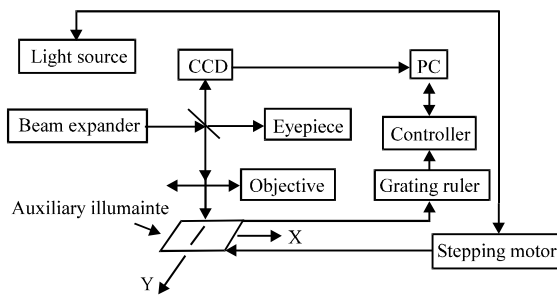 Light source
CCD
PC
Beam expander
Eyepiece
Controller
Objective
Grating ruler
Auxiliary illumainte
X
Stepping motor
Y